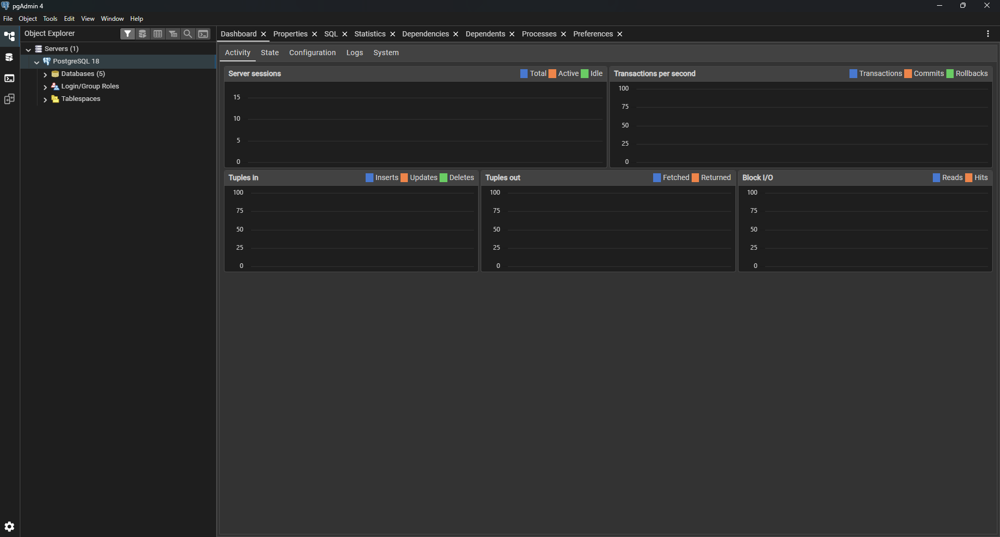 pgAdmin 4
File Object Tools Edit View Window Help
Object Explorer
Dashboard Properties SQL Statistics Dependencies Dependents Processes Preferences
Servers (1)
PostgreSQL 18
Databases (5)
Login/Group Roles
Tablespaces
Activity State Configuration Logs System
Server sessions Total Active Idle
15
10
5
0
Transactions per second Transactions Commits Rollbacks
100
75
50
25
0
Tuples in Inserts Updates Deletes
100
75
50
25
0
Tuples out Fetched Returned
100
75
50
25
0
Block I/O Reads Hits
100
75
50
25
0